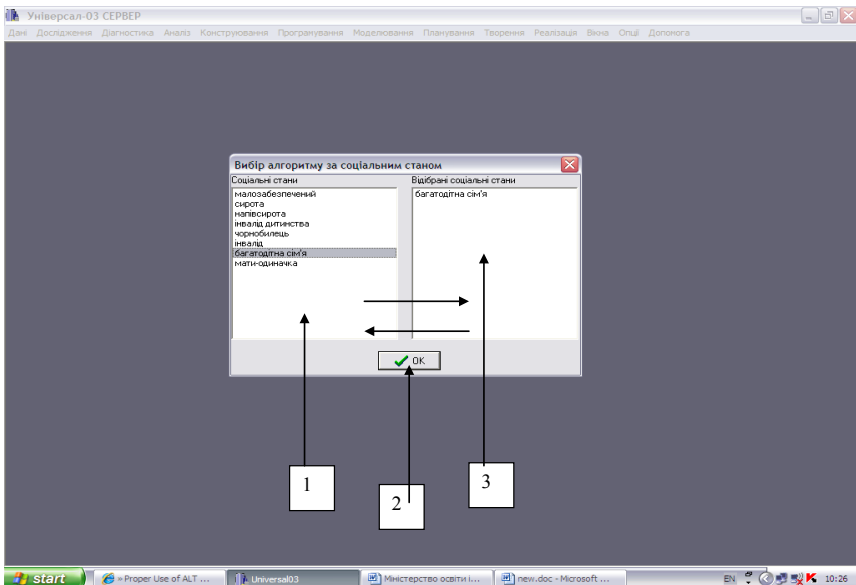 Універсал-03 СЕРВЕР
Дані Дослідження Діагностика Аналіз Конструювання Програмування Моделювання Планування Творення Реалізація Вікна Опції Допомога
Вибір алгоритму за соціальним станом
Соціальні стани
Відібрані соціальні стани
малозабезпечений
сирота
напівсирота
інвалід дитинства
чорнобилець
інвалід
багатодітна сім'я
мати-одиначка
багатодітна сім'я
OK
1
2
3
start
» Proper Use of ALT ...
Universal03
Міністерство освіти і...
new.doc - Microsoft ...
EN
10:26